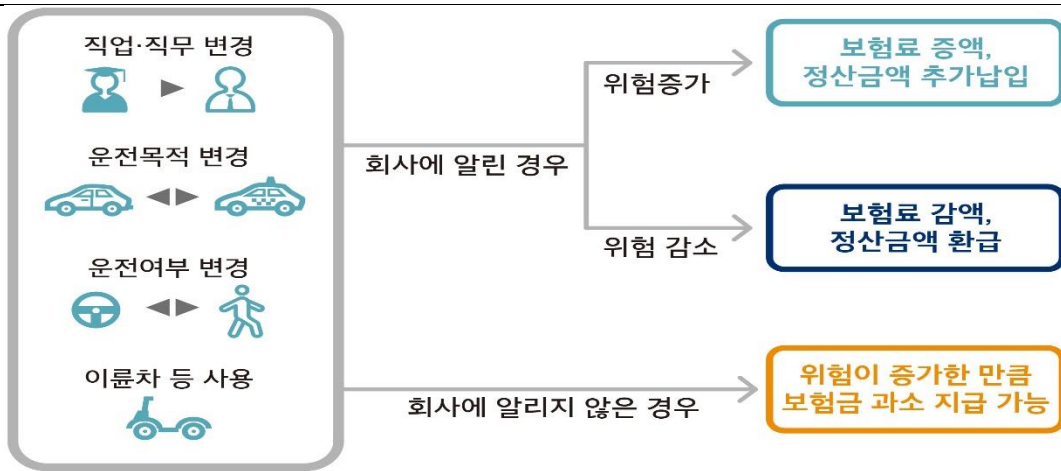 직업·직무 변경
운전목적 변경
운전여부 변경
이륜차 등 사용
회사에 알린 경우
위험증가
보험료 증액,
정산금액 추가납입
위험 감소
보험료 감액,
정산금액 환급
회사에 알리지 않은 경우
위험이 증가한 만큼
보험금 과소 지급 가능